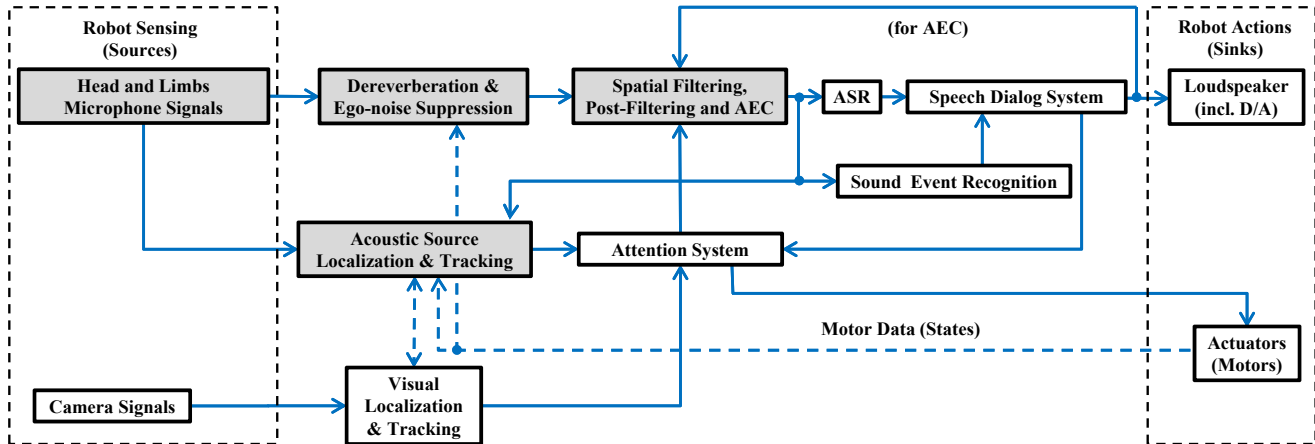 Robot Sensing
(Sources)
Head and Limbs
Microphone Signals
Dereverberation &
Ego-noise Suppression
Spatial Filtering,
Post-Filtering and AEC
(for AEC)
ASR
Speech Dialog System
Robot Actions
(Sinks)
Loudspeaker
(incl. D/A)
Sound Event Recognition
Acoustic Source
Localization & Tracking
Attention System
Motor Data (States)
Actuators
(Motors)
Camera Signals
Visual
Localization
& Tracking